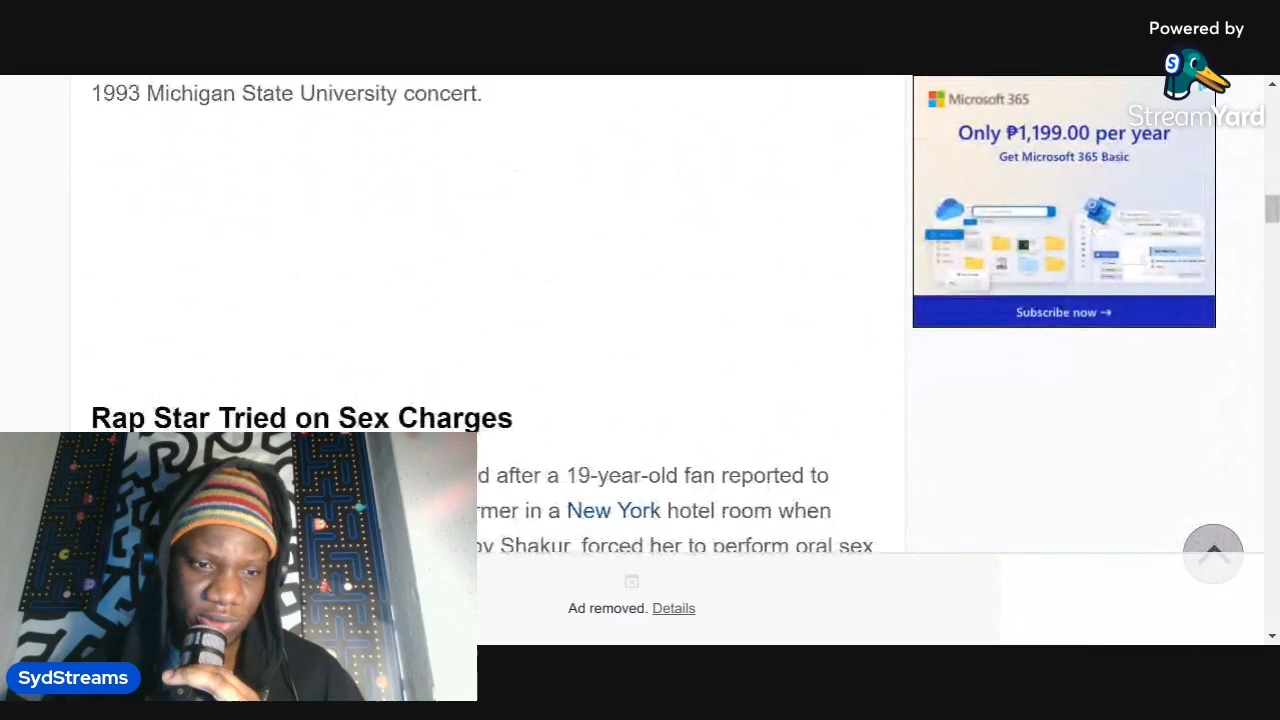 Powered by
StreamYard
1993 Michigan State University concert.
Microsoft 365
Only ₱1,199.00 per year
Get Microsoft 365 Basic
Subscribe now →
Rap Star Tried on Sex Charges
d after a 19-year-old fan reported to
rmer in a New York hotel room when
by Shakur, forced her to perform oral sex
Ad removed. Details
SydStreams